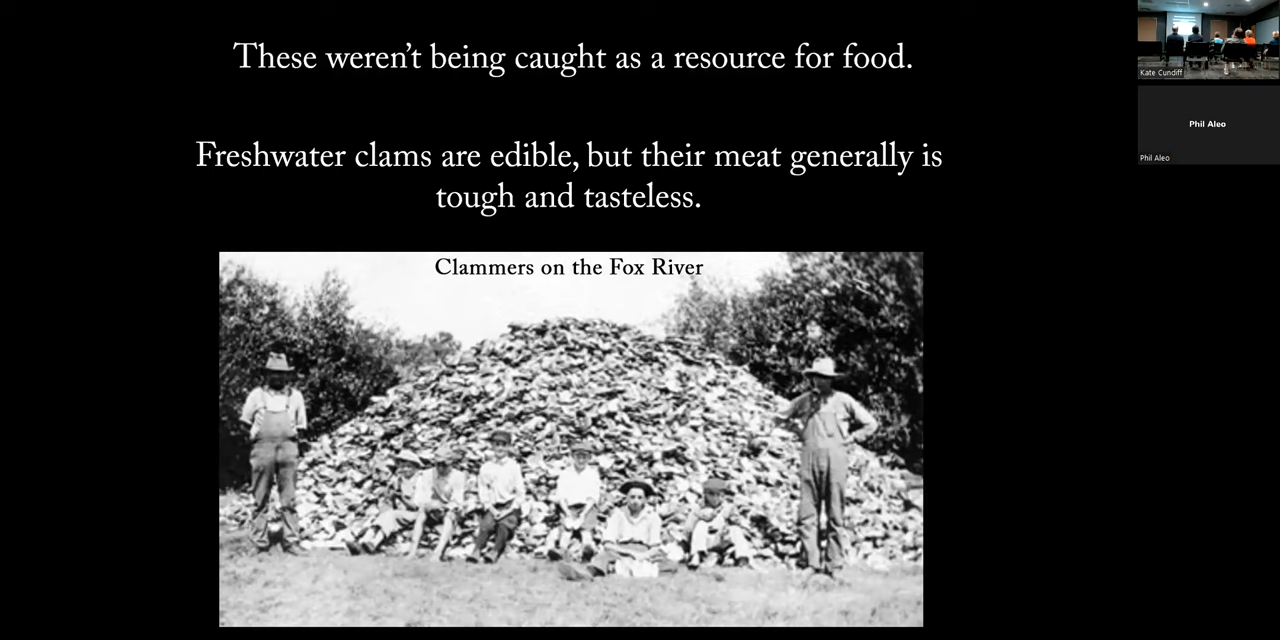 These weren't being caught as a resource for food.
Freshwater clams are edible, but their meat generally is
tough and tasteless.
Clammers on the Fox River
Kate Cundiff
Phil Aleo
Phil Aleo